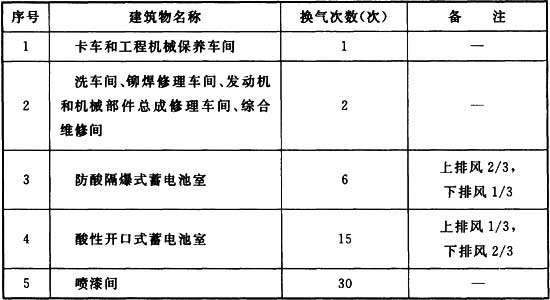 序号 建筑物名称 换气次数(次) 备 注
1 卡车和工程机械保养车间 1 —
洗车间、铆焊修理车间、发动机
2 和机械部件总成修理车间、综合 2 —
维修间
3 防酸隔爆式蓄电池室 6 上排风 2/3,
下排风 1/3
4 酸性开口式蓄电池室 15 上排风 1/3,
下排风 2/3
5 喷漆间 30 —